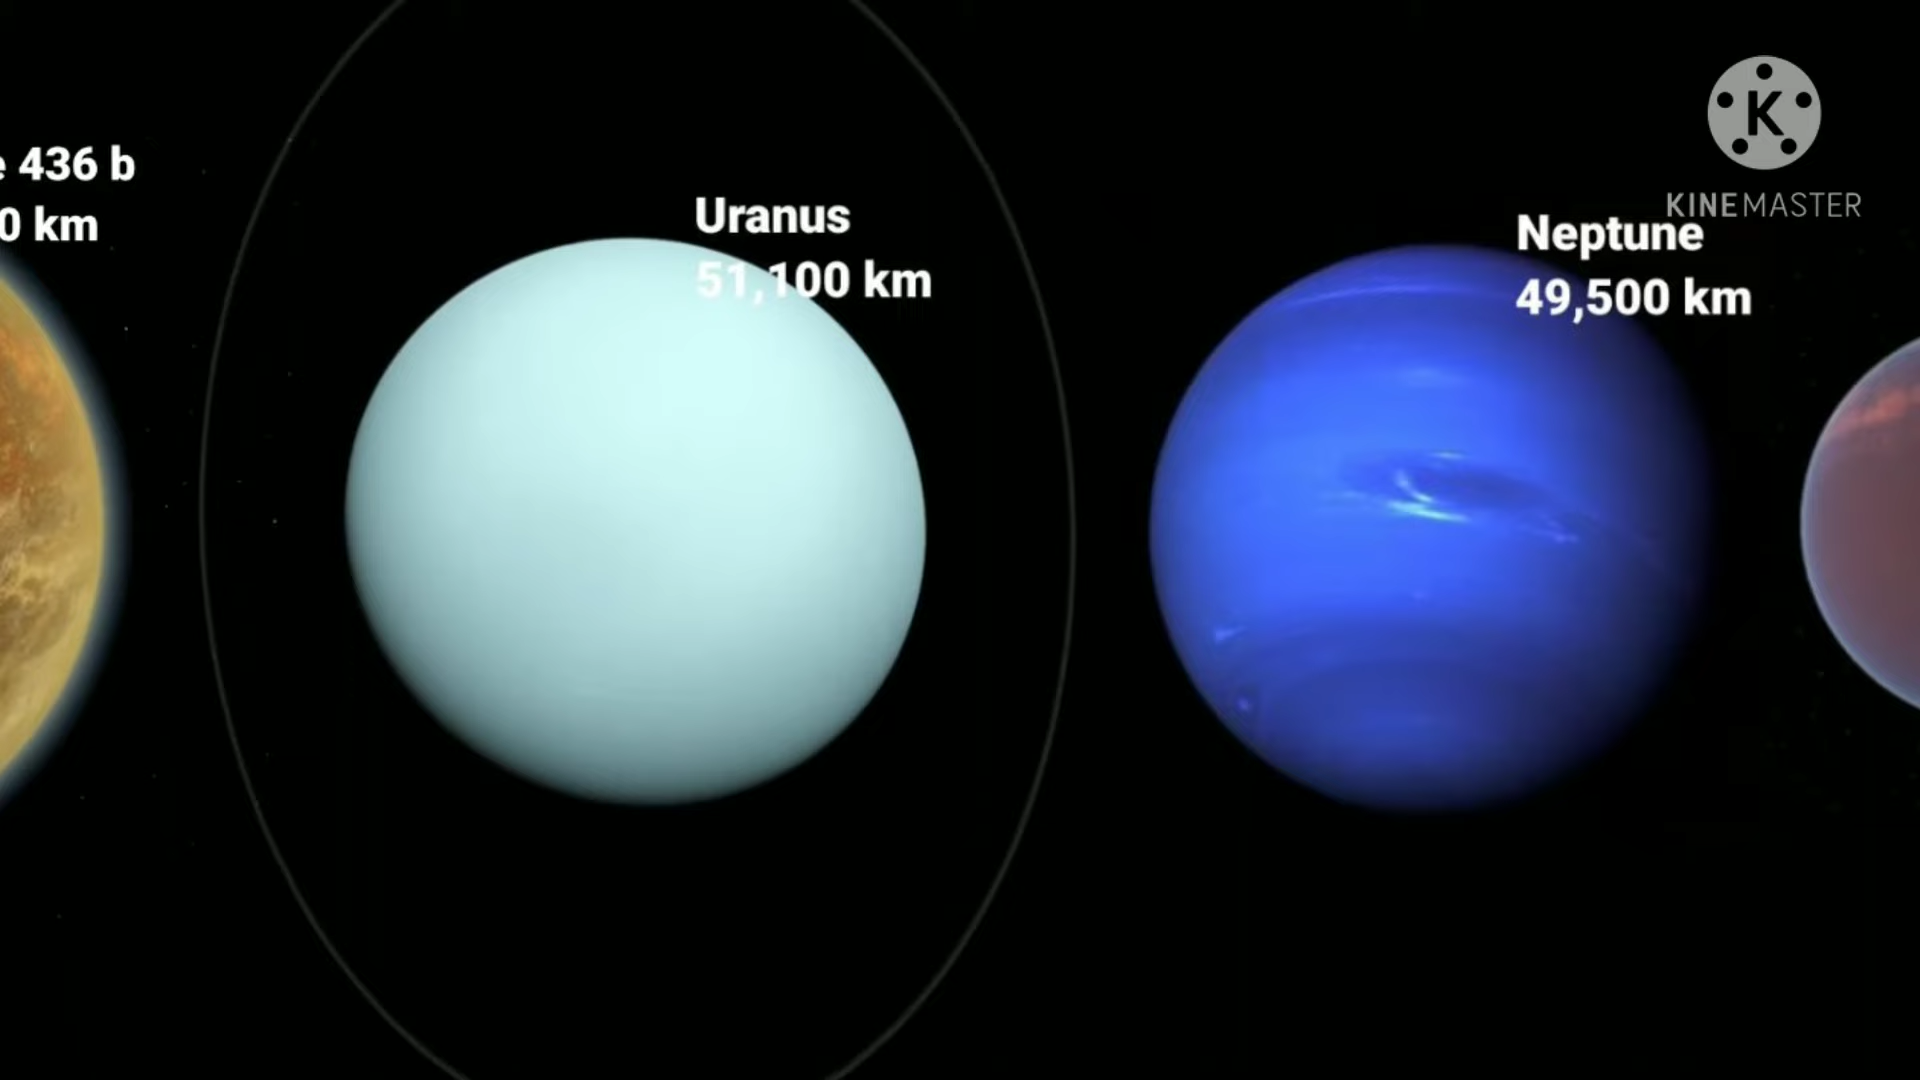 e 436 b
0 km
Uranus
51,100 km
K
KINEMASTER
Neptune
49,500 km